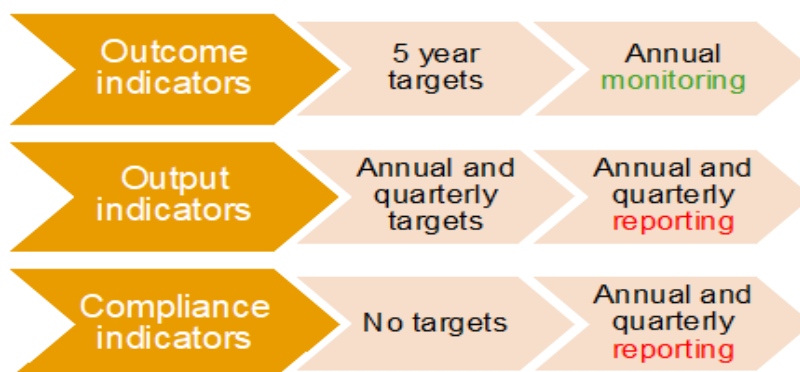 Outcome
indicators
5 year
targets
Annual
monitoring
Output
indicators
Annual and
quarterly
targets
Annual and
quarterly
reporting
Compliance
indicators
No targets
Annual and
quarterly
reporting